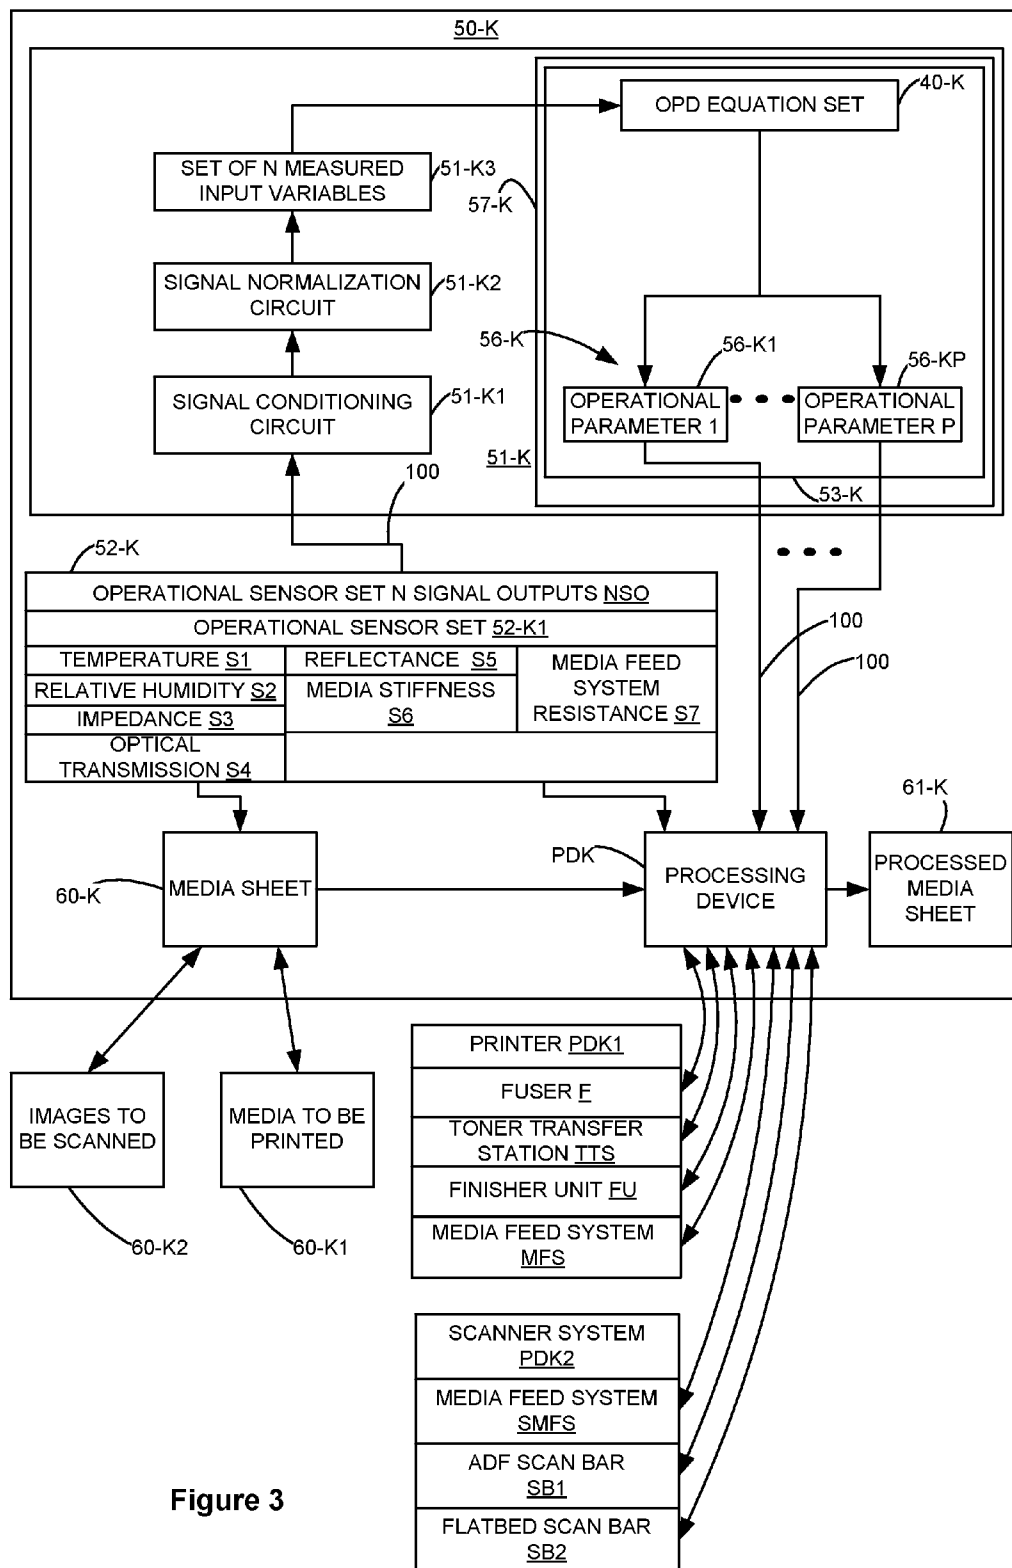 50-K
OPD EQUATION SET
40-K
SET OF N MEASURED
INPUT VARIABLES
51-K3
57-K
SIGNAL NORMALIZATION
CIRCUIT
51-K2
56-K
56-K1
56-KP
SIGNAL CONDITIONING
CIRCUIT
51-K1
OPERATIONAL
PARAMETER 1
OPERATIONAL
PARAMETER P
51-K
53-K
100
52-K
OPERATIONAL SENSOR SET N SIGNAL OUTPUTS NSO
OPERATIONAL SENSOR SET 52-K1
TEMPERATURE S1
RELATIVE HUMIDITY S2
IMPEDANCE S3
OPTICAL
TRANSMISSION S4
REFLECTANCE S5
MEDIA STIFFNESS
S6
MEDIA FEED
SYSTEM
RESISTANCE S7
100
100
61-K
PDK
60-K
MEDIA SHEET
PROCESSING
DEVICE
PROCESSED
MEDIA
SHEET
IMAGES TO
BE SCANNED
MEDIA TO BE
PRINTED
60-K2
60-K1
PRINTER PDK1
FUSER F
TONER TRANSFER
STATION TTS
FINISHER UNIT FU
MEDIA FEED SYSTEM
MFS
SCANNER SYSTEM
PDK2
MEDIA FEED SYSTEM
SMFS
ADF SCAN BAR
SB1
FLATBED SCAN BAR
SB2
Figure 3